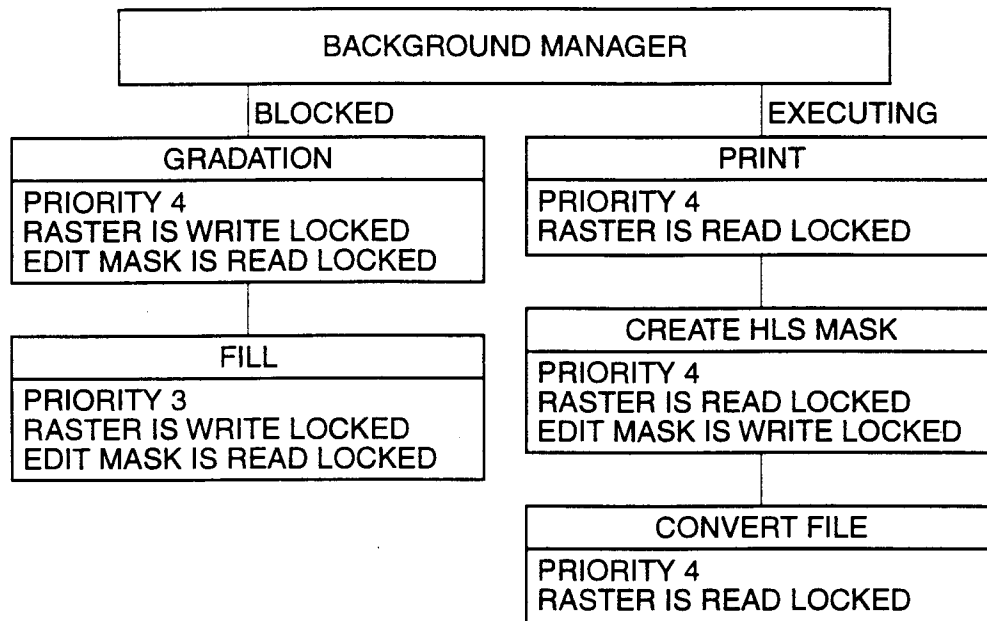 BACKGROUND MANAGER
BLOCKED
GRADATION
PRIORITY 4
RASTER IS WRITE LOCKED
EDIT MASK IS READ LOCKED
FILL
PRIORITY 3
RASTER IS WRITE LOCKED
EDIT MASK IS READ LOCKED
EXECUTING
PRINT
PRIORITY 4
RASTER IS READ LOCKED
CREATE HLS MASK
PRIORITY 4
RASTER IS READ LOCKED
EDIT MASK IS WRITE LOCKED
CONVERT FILE
PRIORITY 4
RASTER IS READ LOCKED